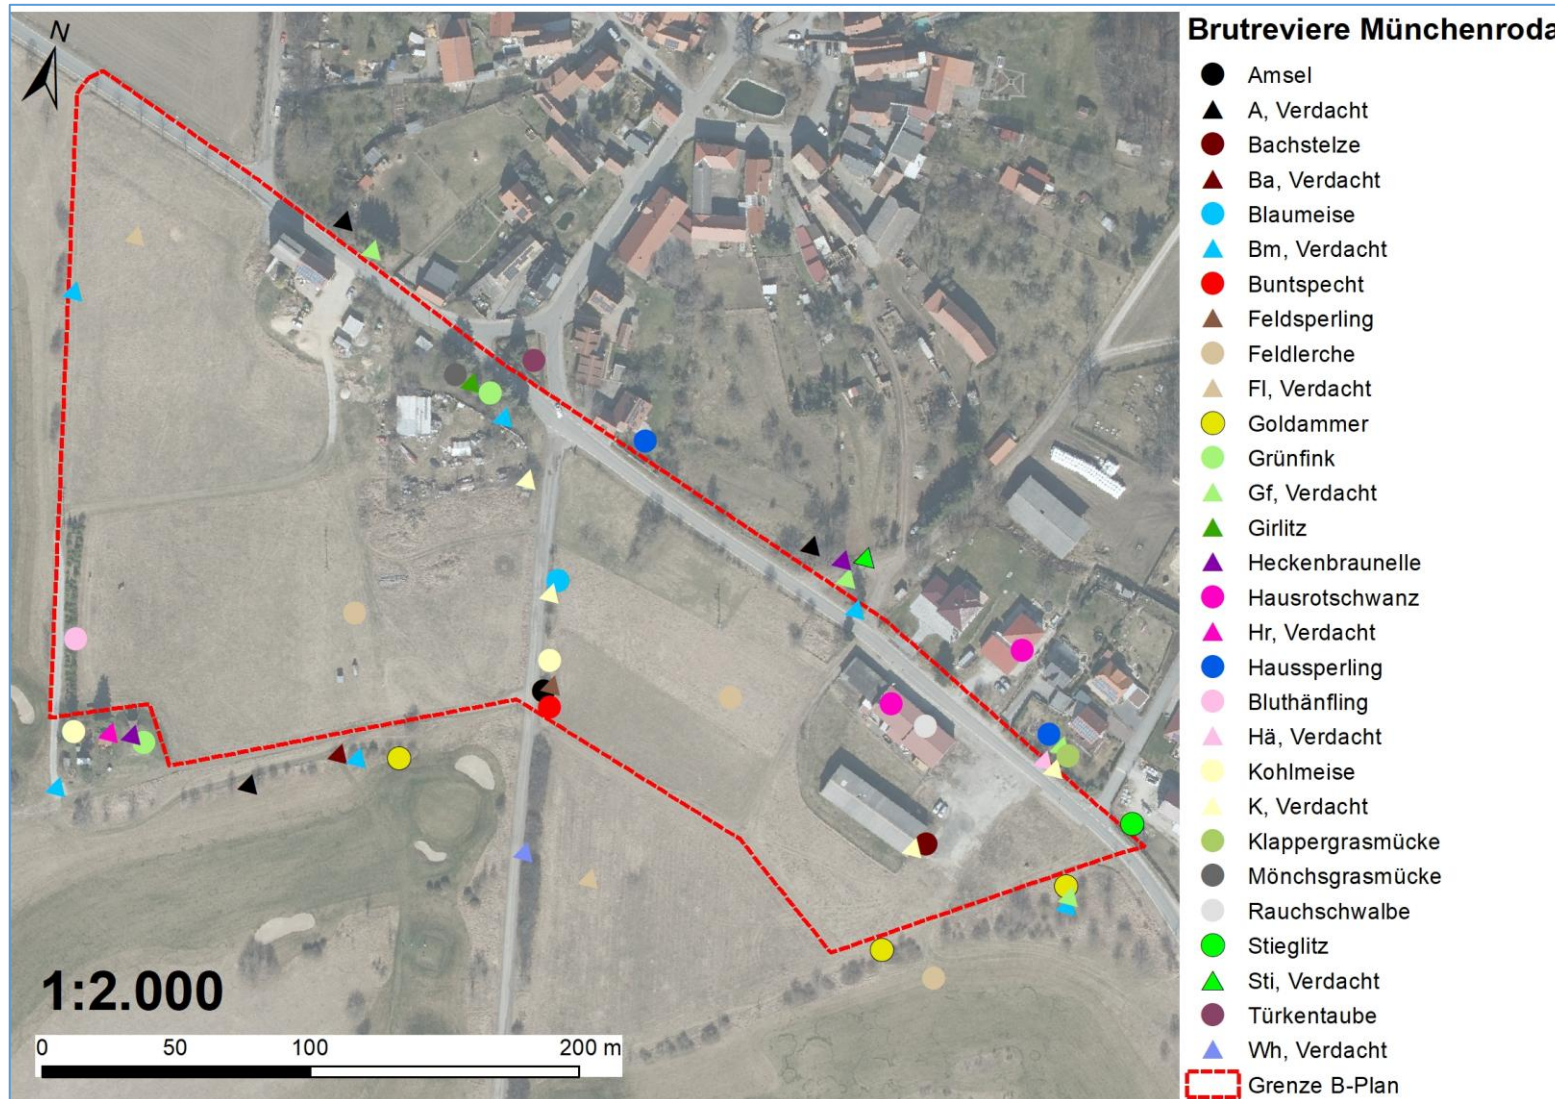 N
Brutreviere Münchenroda
Amsel
A, Verdacht
Bachstelze
Ba, Verdacht
Blaumeise
Bm, Verdacht
Buntspecht
Feldsperling
Feldlerche
Fl, Verdacht
Goldammer
Grünfink
Gf, Verdacht
Girlitz
Heckenbraunelle
Hausrotschwanz
Hr, Verdacht
Haussperling
Bluthänfling
Hä, Verdacht
Kohlmeise
K, Verdacht
Klappergrasmücke
Mönchsgrasmücke
Rauchschwalbe
Stieglitz
Sti, Verdacht
Türkentaube
Wh, Verdacht
Grenze B-Plan
1:2.000
0 50 100 200 m